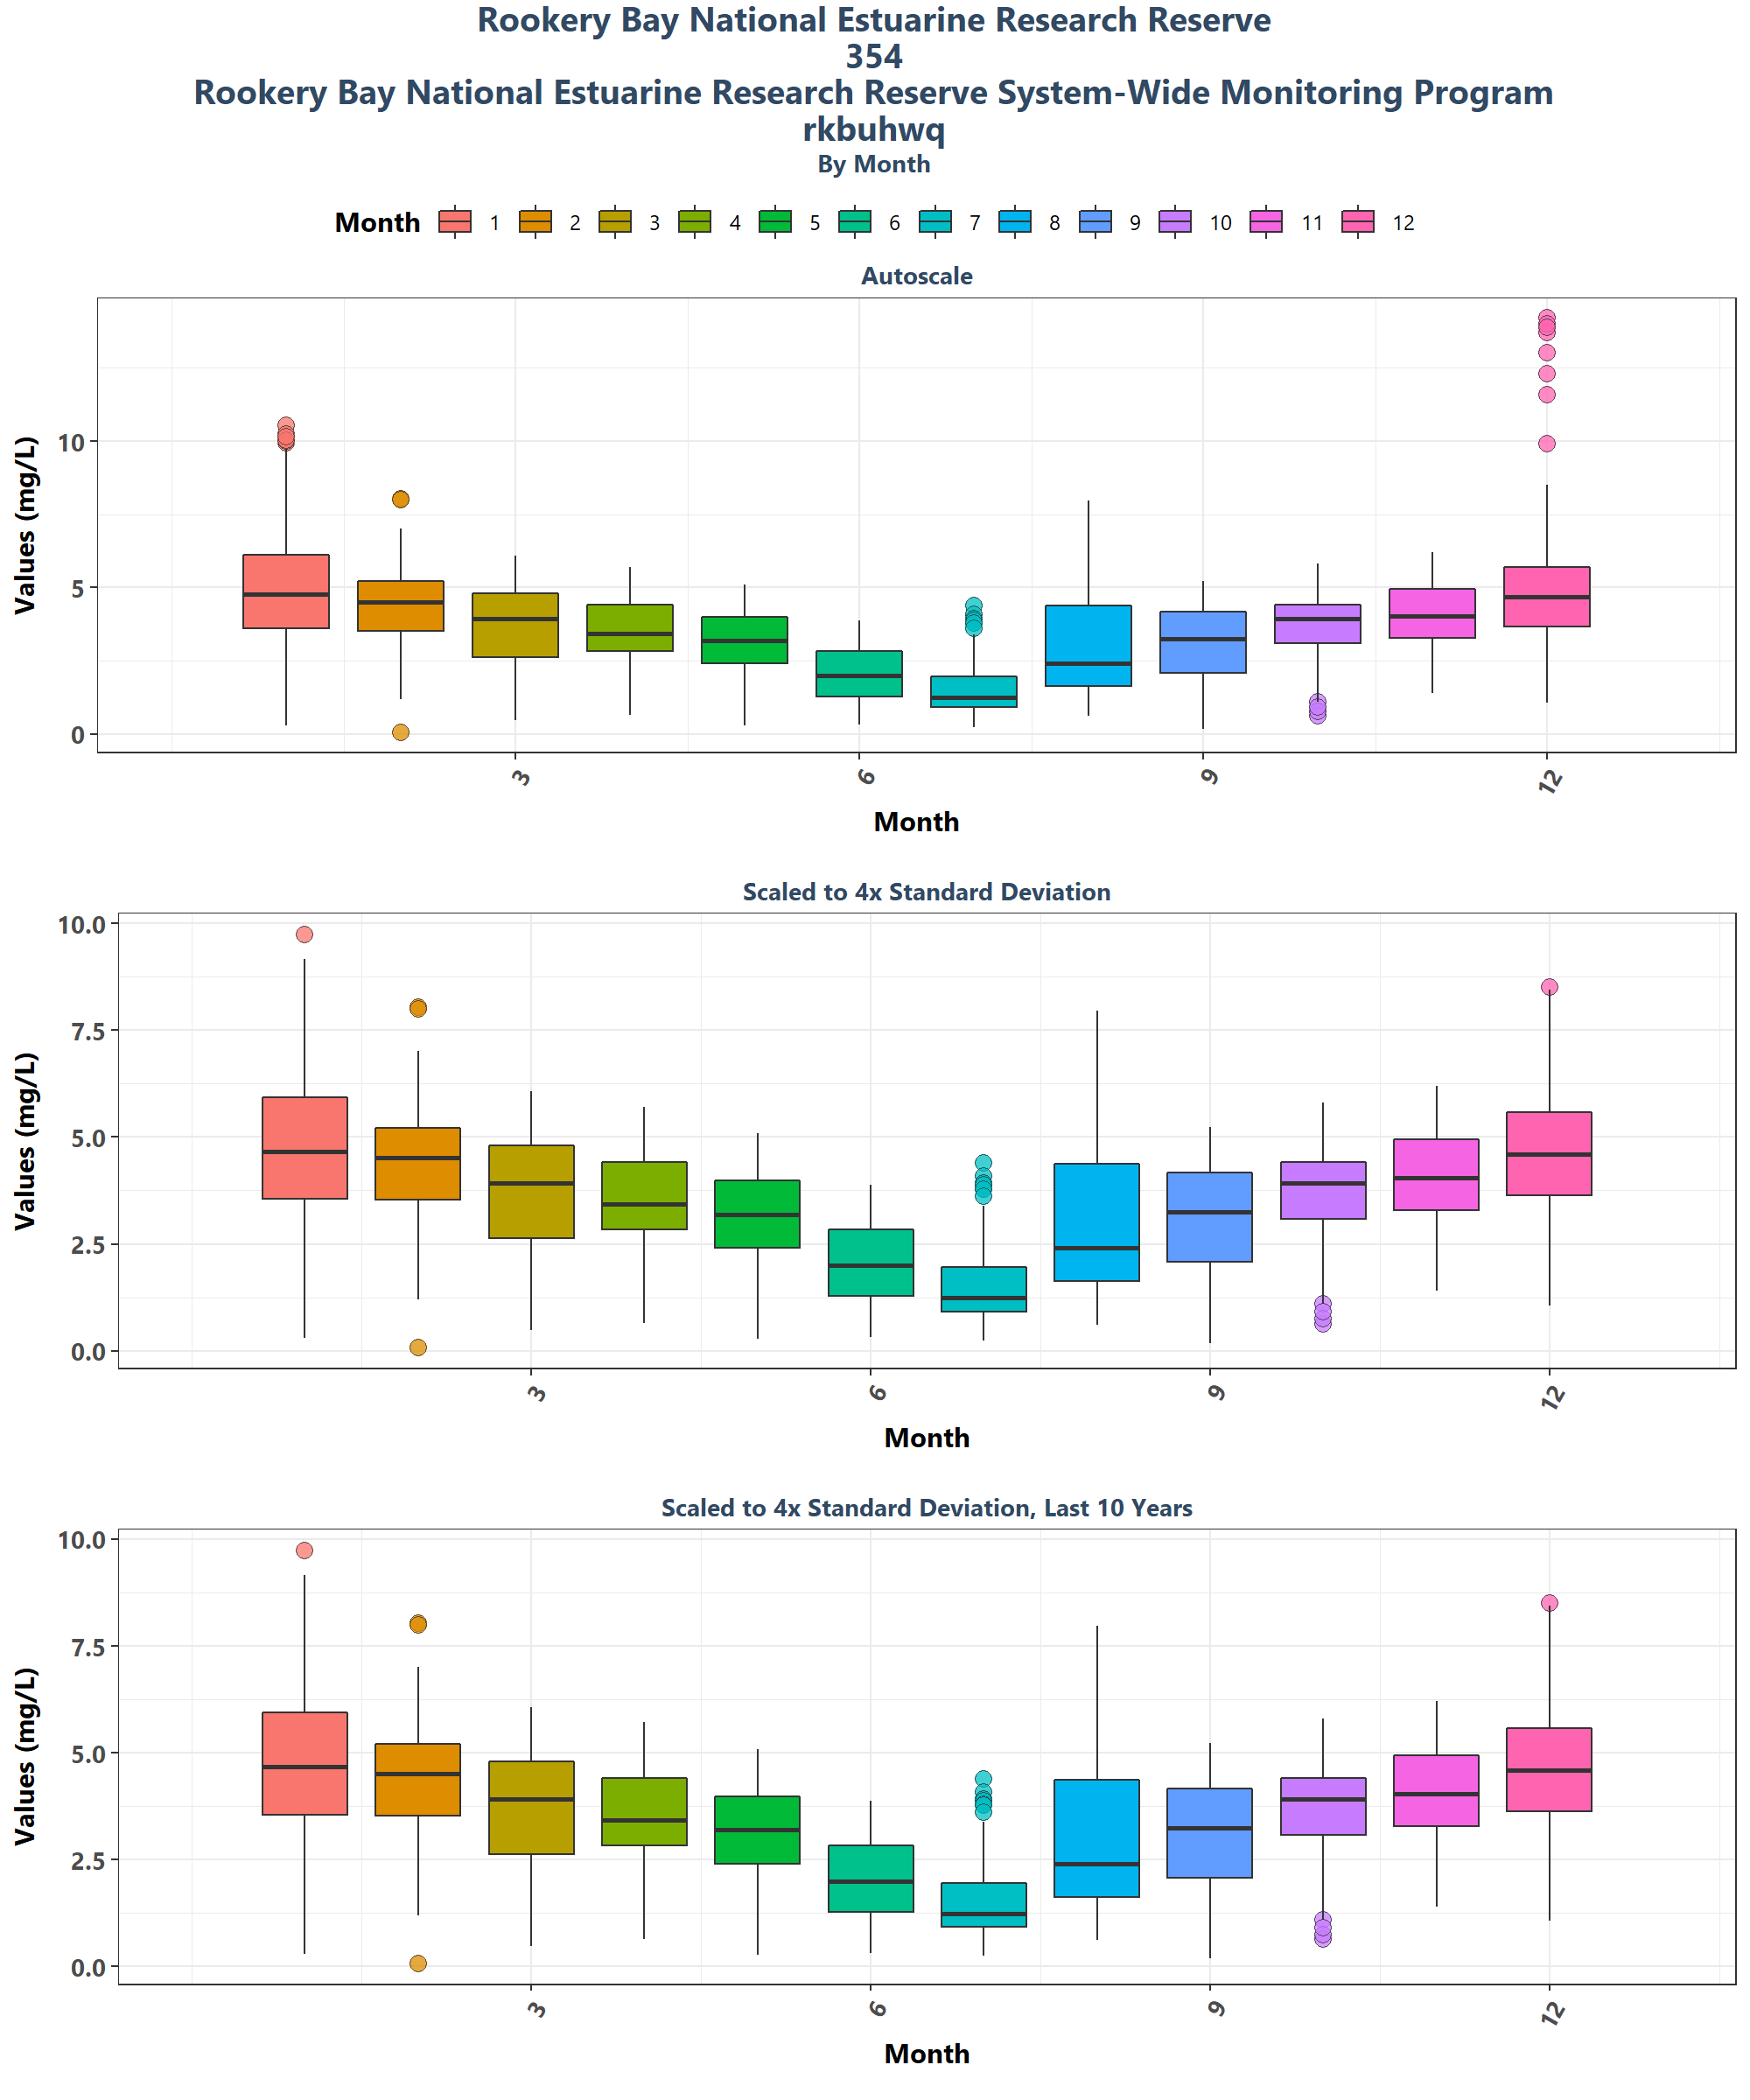 Rookery Bay National Estuarine Research Reserve
354
Rookery Bay National Estuarine Research Reserve System-Wide Monitoring Program
rkbuhwq
By Month
Month 1 2 3 4 5 6 7 8 9 10 11 12
Autoscale
Values (mg/L)
10
5
0
3 6 9 12
Month
Scaled to 4x Standard Deviation
Values (mg/L)
10.0
7.5
5.0
2.5
0.0
3 6 9 12
Month
Scaled to 4x Standard Deviation, Last 10 Years
Values (mg/L)
10.0
7.5
5.0
2.5
0.0
3 6 9 12
Month